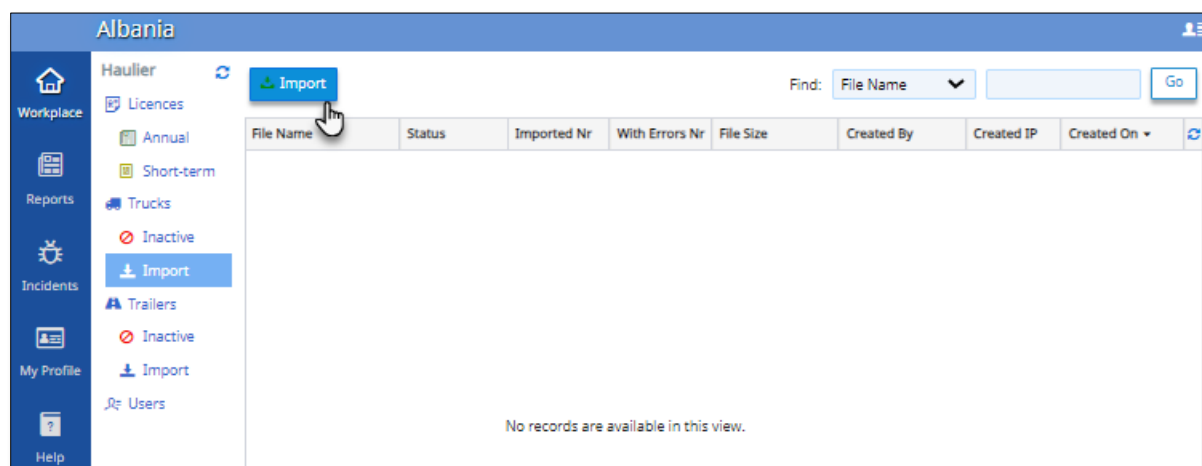 Albania
Workplace
Reports
Incidents
My Profile
Help
Haulier
Licences
Annual
Short-term
Trucks
Inactive
Import
Trailers
Inactive
Import
Users
Import
Find: File Name Go
File Name Status Imported Nr With Errors Nr File Size Created By Created IP Created On
No records are available in this view.